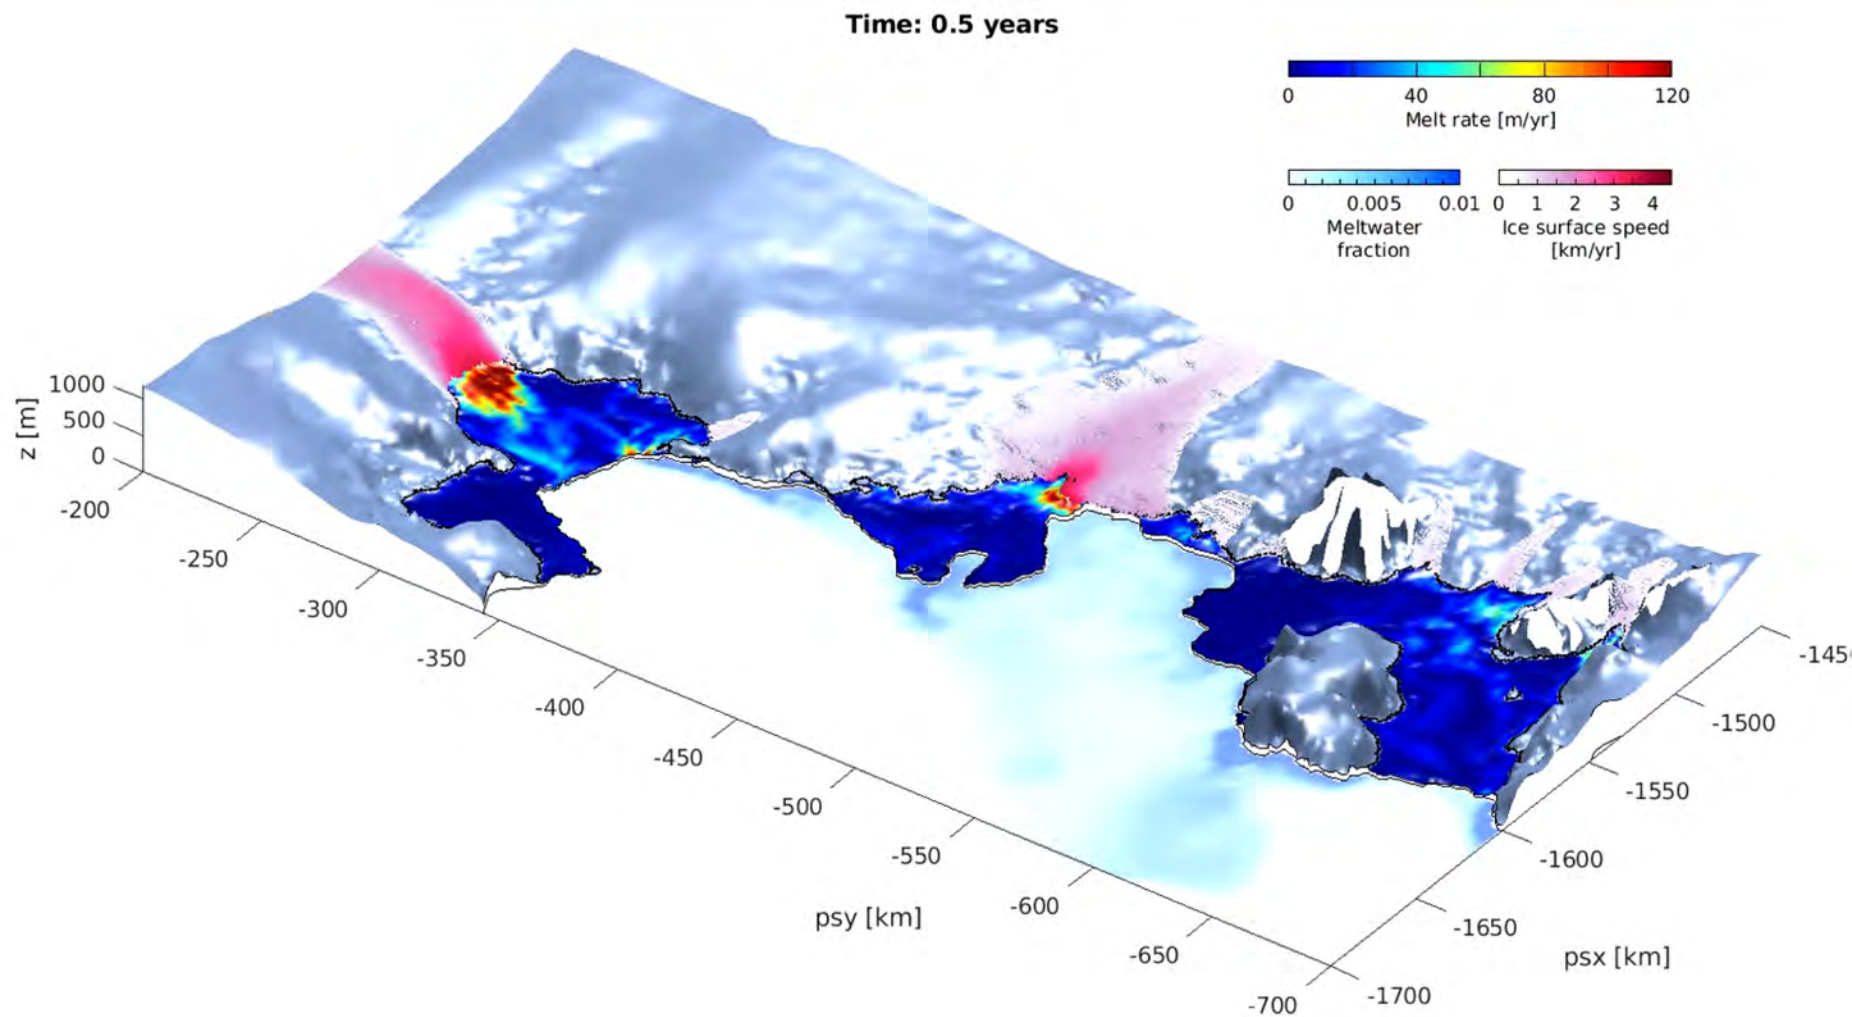 Time: 0.5 years
0 40 80 120
Melt rate [m/yr]
0 0.005 0.01 0 1 2 3 4
Meltwater
fraction
Ice surface speed
[km/yr]
1000
500
0
z [m]
-200
-250
-300
-350
-400
-450
-500
-550
-600
-650
-700
psy [km]
-145
-1500
-1550
-1600
-1650
-1700
psx [km]